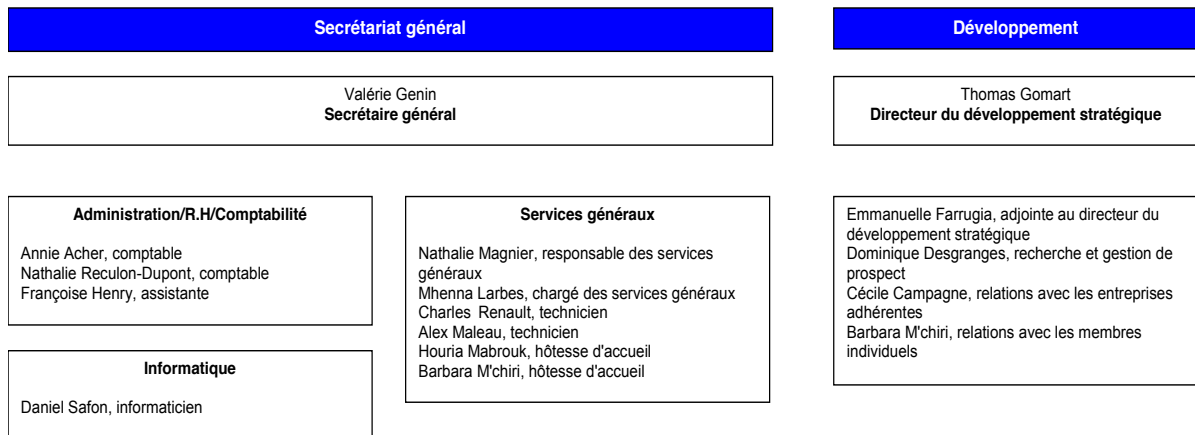 Secrétariat général
Valérie Genin
Secrétaire général
Administration/R.H/Comptabilité
Annie Acher, comptable
Nathalie Reculon-Dupont, comptable
Françoise Henry, assistante
Informatique
Daniel Safon, informaticien
Services généraux
Nathalie Magnier, responsable des services
généraux
Mhenna Larbes, chargé des services généraux
Charles Renault, technicien
Alex Maleau, technicien
Houria Mabrouk, hôtesse d'accueil
Barbara M'chiri, hôtesse d'accueil
Développement
Thomas Gomart
Directeur du développement stratégique
Emmanuelle Farrugia, adjointe au directeur du
développement stratégique
Dominique Desgranges, recherche et gestion de
prospect
Cécile Campagne, relations avec les entreprises
adhérentes
Barbara M'chiri, relations avec les membres
individuels